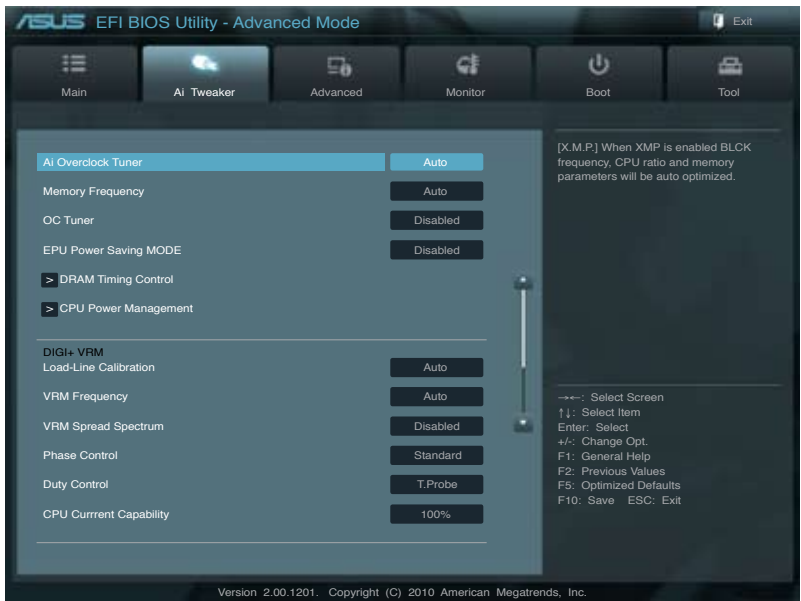 ASUS EFI BIOS Utility - Advanced Mode
Exit
Main
Ai Tweaker
Advanced
Monitor
Boot
Tool
Ai Overclock Tuner Auto
Memory Frequency Auto
OC Tuner Disabled
EPU Power Saving MODE Disabled
> DRAM Timing Control
> CPU Power Management
DIGI+ VRM
Load-Line Calibration Auto
VRM Frequency Auto
VRM Spread Spectrum Disabled
Phase Control Standard
Duty Control T.Probe
CPU Currrent Capability 100%
[X.M.P.] When XMP is enabled BLCK
frequency, CPU ratio and memory
parameters will be auto optimized.
→←: Select Screen
↑↓: Select Item
Enter: Select
+/-: Change Opt.
F1: General Help
F2: Previous Values
F5: Optimized Defaults
F10: Save ESC: Exit
Version 2.00.1201. Copyright (C) 2010 American Megatrends, Inc.